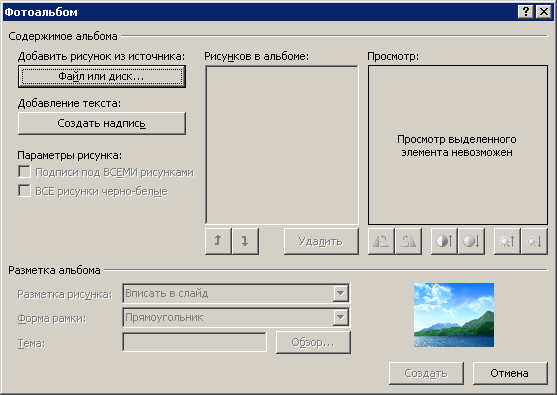 Фотоальбом
Содержимое альбома
Добавить рисунок из источника:
Файл или диск...
Добавление текста:
Создать надпись
Параметры рисунка:
Подписи под ВСЕМИ рисунками
ВСЕ рисунки черно-белые
Рисунков в альбоме:
Удалить
Просмотр:
Просмотр выделенного
элемента невозможен
Разметка альбома
Разметка рисунка:
Вписать в слайд
Форма рамки:
Прямоугольник
Тема:
Обзор...
Создать
Отмена